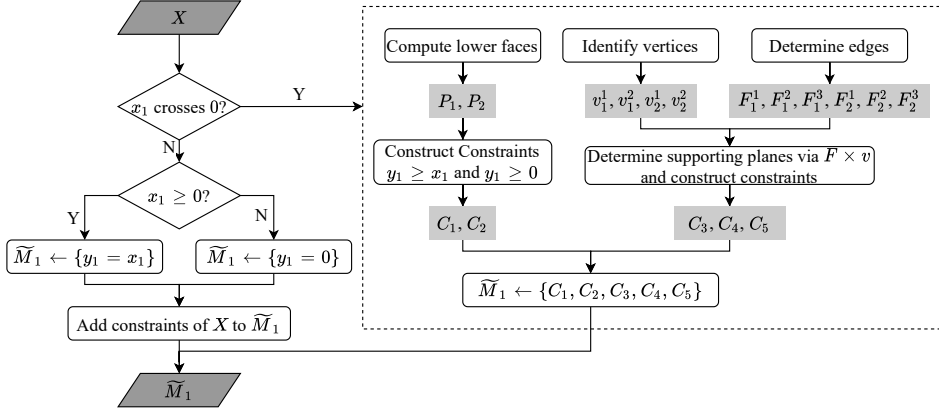 X
x₁ crosses 0?
Y
N
x₁ ≥ 0?
Y
N
M̃₁ ← {y₁ = x₁}
M̃₁ ← {y₁ = 0}
Add constraints of X to M̃₁
M̃₁
Compute lower faces
Identify vertices
Determine edges
P₁, P₂
v₁¹, v₁², v₂¹, v₂²
F₁¹, F₁², F₁³, F₂¹, F₂², F₂³
Construct Constraints
y₁ ≥ x₁ and y₁ ≥ 0
Determine supporting planes via F × v
and construct constraints
C₁, C₂
C₃, C₄, C₅
M̃₁ ← {C₁, C₂, C₃, C₄, C₅}